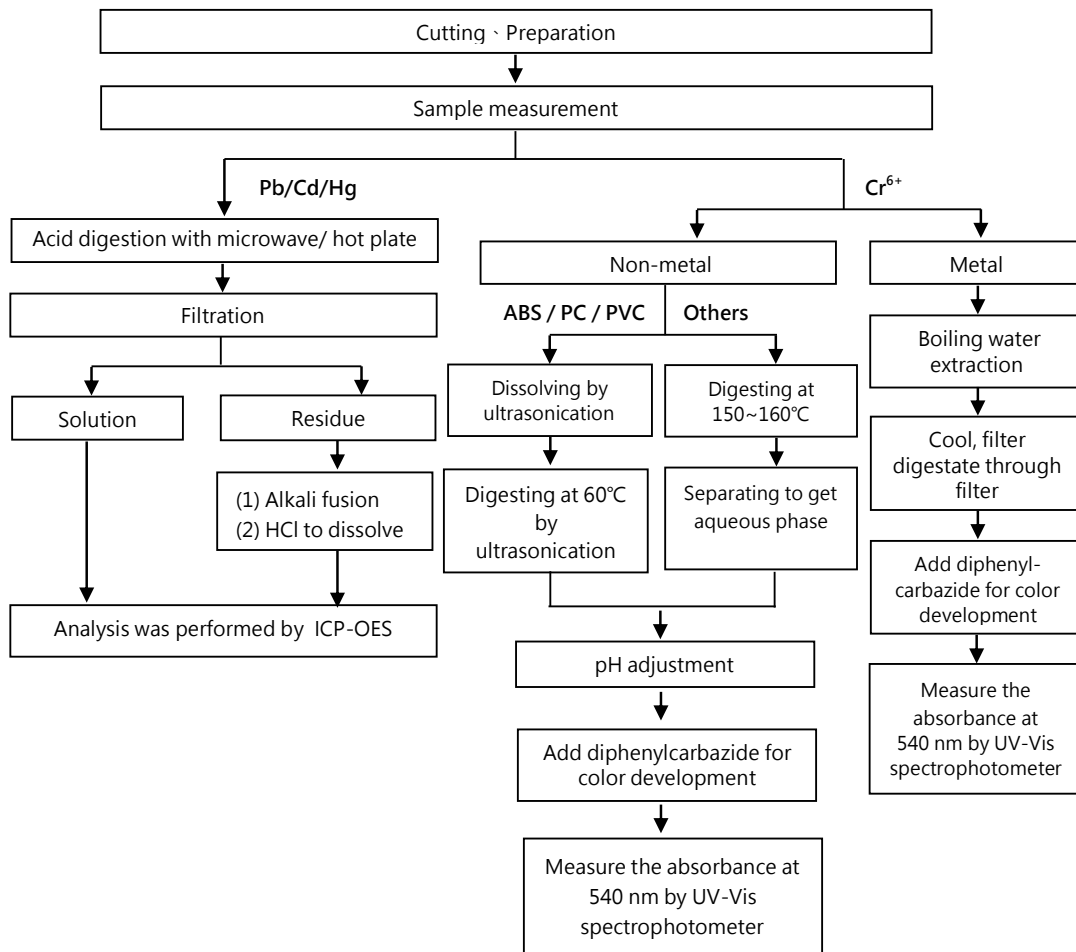 Cutting、Preparation
Sample measurement
Pb/Cd/Hg
Cr⁶⁺
Acid digestion with microwave/ hot plate
Filtration
Solution
Residue
(1) Alkali fusion
(2) HCl to dissolve
Analysis was performed by ICP-OES
Non-metal
ABS / PC / PVC
Others
Dissolving by
ultrasonication
Digesting at 60℃
by
ultrasonication
Digesting at
150~160℃
Separating to get
aqueous phase
pH adjustment
Add diphenylcarbazide for
color development
Measure the absorbance at
540 nm by UV-Vis
spectrophotometer
Metal
Boiling water
extraction
Cool, filter
digestate through
filter
Add diphenyl-
carbazide for color
development
Measure the
absorbance at
540 nm by UV-Vis
spectrophotometer